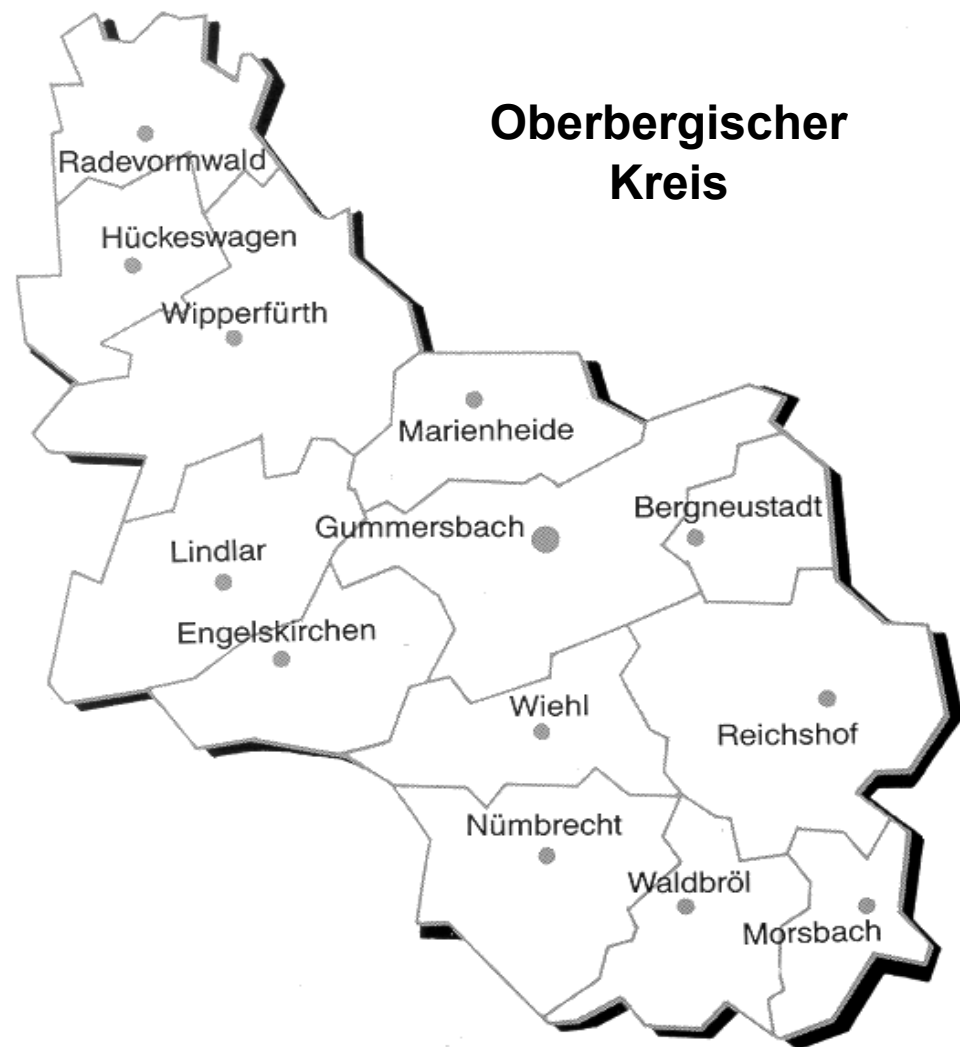 Oberbergischer
Kreis
Radevormwald
Hückeswagen
Wipperfürth
Marienheide
Bergneustadt
Gummersbach
Lindlar
Engelskirchen
Wiehl
Reichshof
Nümbrecht
Waldbröl
Morsbach